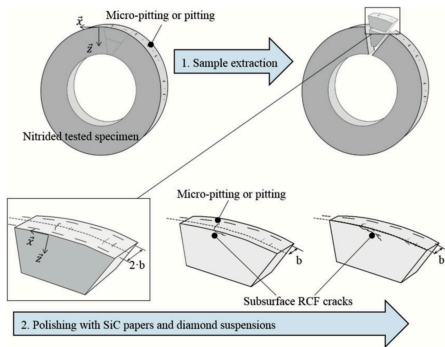 Micro-pitting or pitting
x⃗
z⃗
1. Sample extraction
Nitrided tested specimen
Micro-pitting or pitting
x⃗
z⃗
2·b
b
b
Subsurface RCF cracks
2. Polishing with SiC papers and diamond suspensions